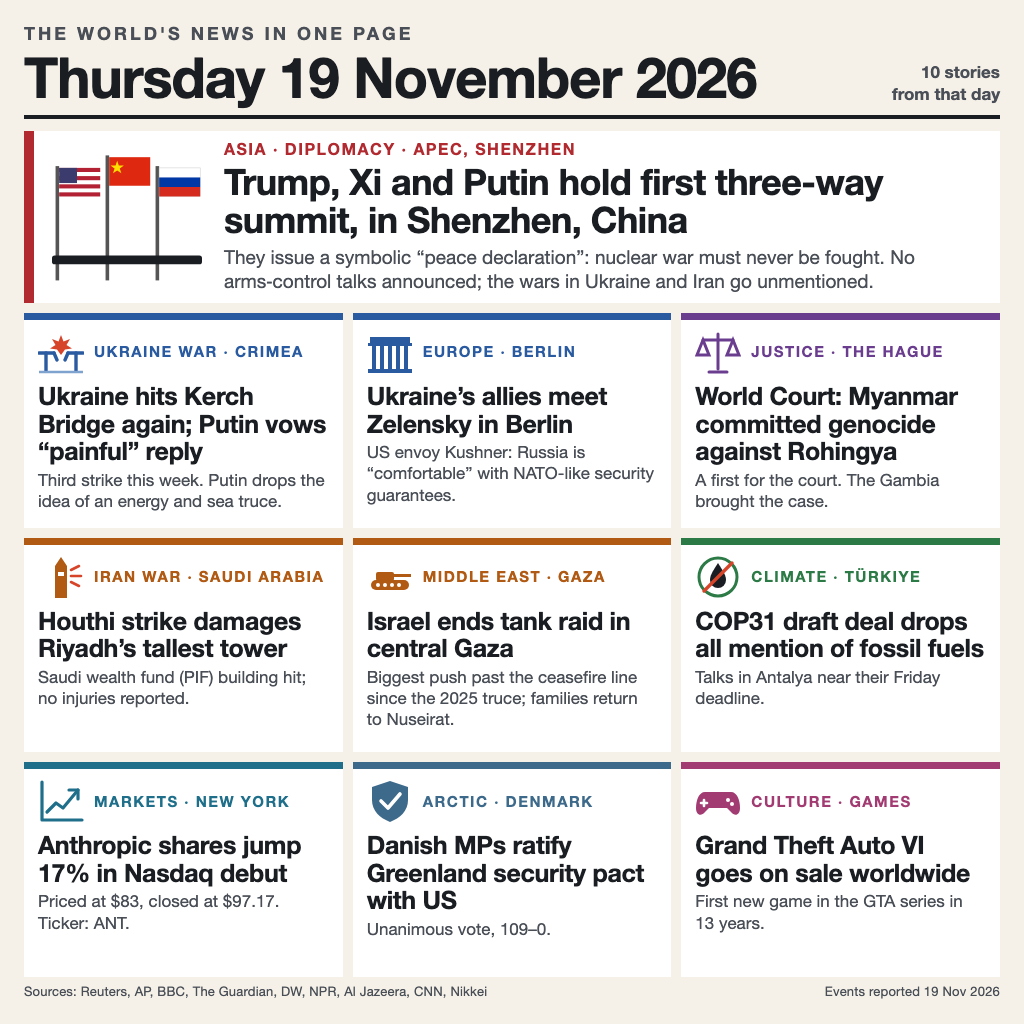 THE WORLD'S NEWS IN ONE PAGE
Thursday 19 November 2026
10 stories
from that day
ASIA · DIPLOMACY · APEC, SHENZHEN
Trump, Xi and Putin hold first three-way
summit, in Shenzhen, China
They issue a symbolic “peace declaration”: nuclear war must never be fought. No
arms-control talks announced; the wars in Ukraine and Iran go unmentioned.
UKRAINE WAR · CRIMEA
Ukraine hits Kerch
Bridge again; Putin vows
“painful” reply
Third strike this week. Putin drops the
idea of an energy and sea truce.
EUROPE · BERLIN
Ukraine’s allies meet
Zelensky in Berlin
US envoy Kushner: Russia is
“comfortable” with NATO-like security
guarantees.
JUSTICE · THE HAGUE
World Court: Myanmar
committed genocide
against Rohingya
A first for the court. The Gambia
brought the case.
IRAN WAR · SAUDI ARABIA
Houthi strike damages
Riyadh’s tallest tower
Saudi wealth fund (PIF) building hit;
no injuries reported.
MIDDLE EAST · GAZA
Israel ends tank raid in
central Gaza
Biggest push past the ceasefire line
since the 2025 truce; families return
to Nuseirat.
CLIMATE · TÜRKIYE
COP31 draft deal drops
all mention of fossil fuels
Talks in Antalya near their Friday
deadline.
MARKETS · NEW YORK
Anthropic shares jump
17% in Nasdaq debut
Priced at $83, closed at $97.17.
Ticker: ANT.
ARCTIC · DENMARK
Danish MPs ratify
Greenland security pact
with US
Unanimous vote, 109–0.
CULTURE · GAMES
Grand Theft Auto VI
goes on sale worldwide
First new game in the GTA series in
13 years.
Sources: Reuters, AP, BBC, The Guardian, DW, NPR, Al Jazeera, CNN, Nikkei
Events reported 19 Nov 2026